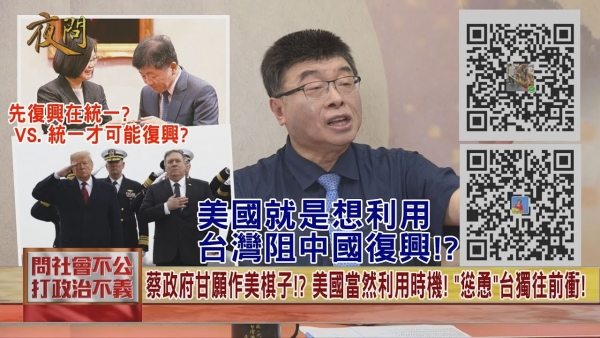 夜問
先復興在統一?
VS. 統一才可能復興?
美國就是想利用
台灣阻中國復興!?
問社會不公
打政治不義
蔡政府甘願作美棋子!? 美國當然利用時機! "慫恿"台獨往前衝!